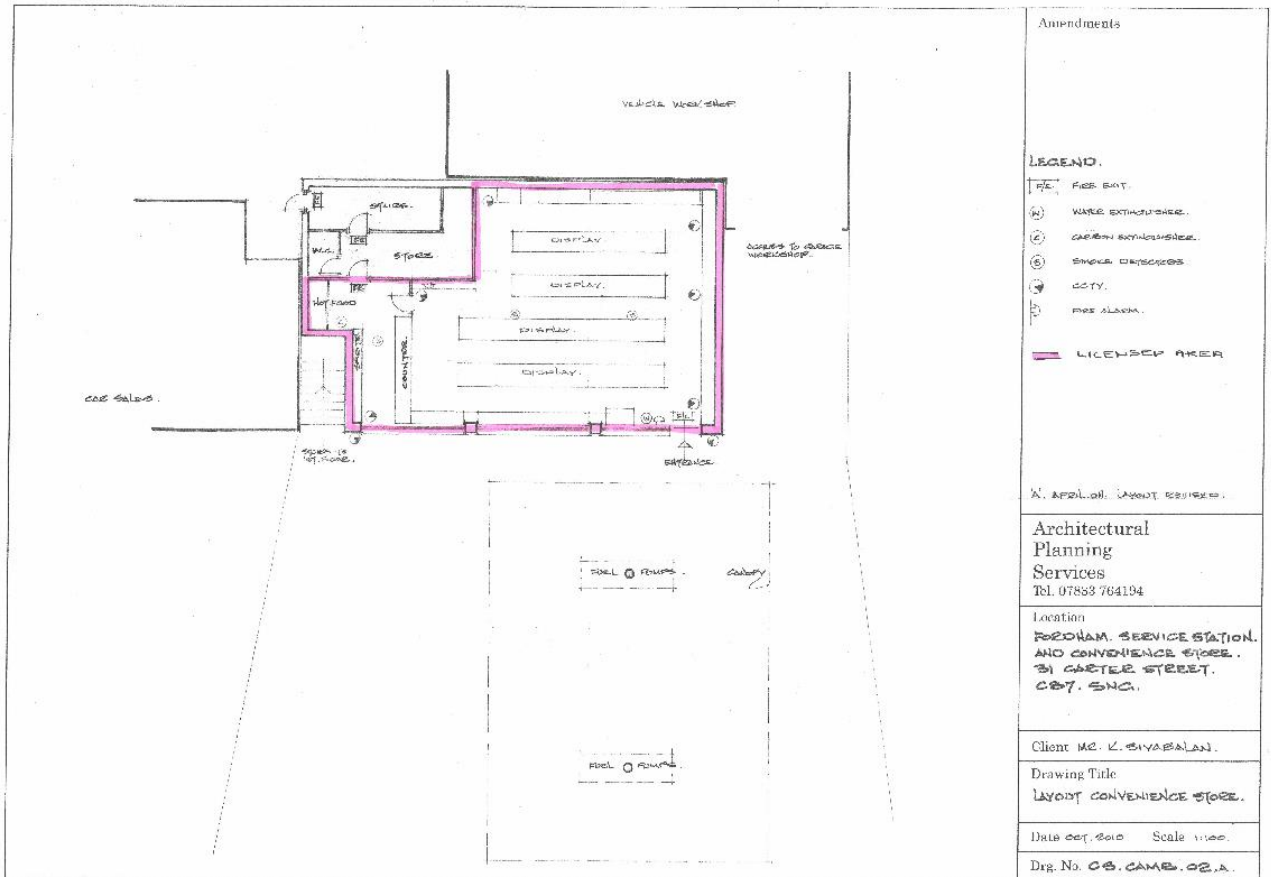 VEHICLE WORKSHOP
STORE.
W.C.
STORE
HOT FOOD
COUNTER
DISPLAY.
DISPLAY.
DISPLAY.
DISPLAY.
ACCESS TO
WORKSHOP.
CAR SALES.
ENTRANCE
FUEL PUMPS.
CANOPY
FUEL PUMPS.
Amendments
LEGEND.
F/E FIRE EXIT.
W WATER EXTINGUISHER.
C CARBON EXTINGUISHER.
S SMOKE DETECTORS
CCTV.
FIRE ALARM.
LICENSED AREA
'A'. APRIL. 011. LAYOUT REVISED.
Architectural
Planning
Services
Tel. 07883 764194
Location
FORDHAM. SERVICE STATION.
AND CONVENIENCE STORE.
31 CARTER STREET.
CB7. 5NG.
Client MR. K. SIVABALAN.
Drawing Title
LAYOUT CONVENIENCE STORE.
Date OCT. 2010 Scale 1:100.
Drg. No. CS. CAMB. 02.A.